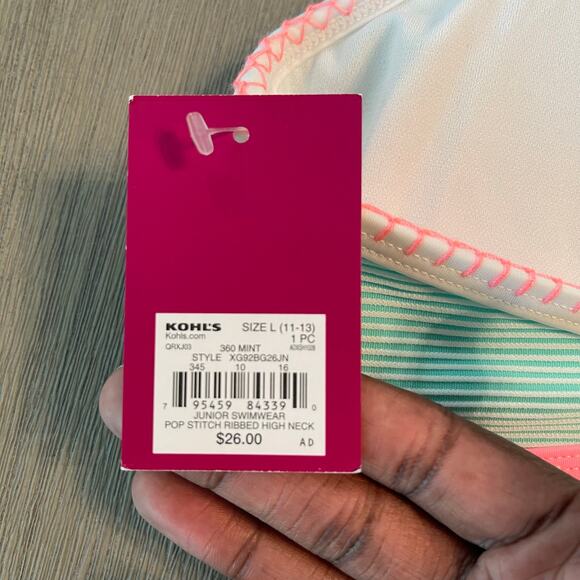 KOHL'S SIZE L (11-13)
Kohls.com 1 PC
QRXJ03 360 MINT
STYLE XG92BG26JN
345 10 16
7 95459 84339 0
JUNIOR SWIMWEAR
POP STITCH RIBBED HIGH NECK
$26.00 A D